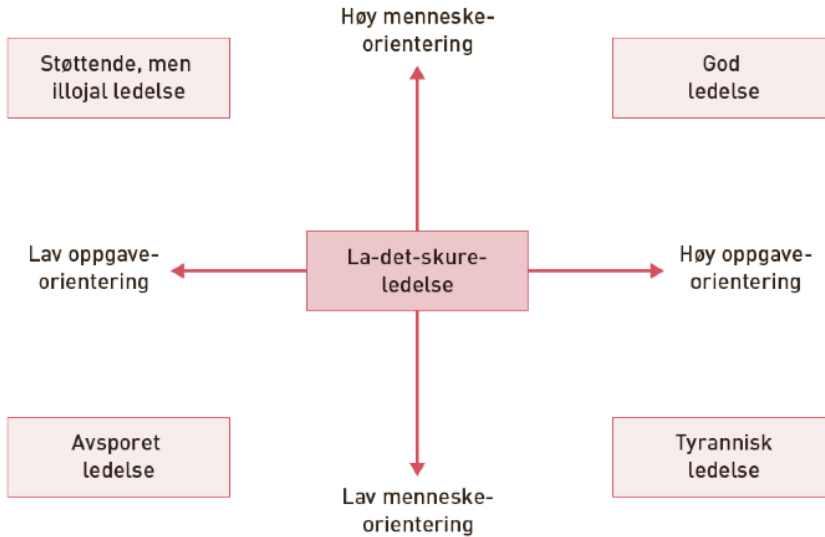 Høy menneske-
orientering
Støttende, men
illojal ledelse
God
ledelse
Lav oppgave-
orientering
La-det-skure-
ledelse
Høy oppgave-
orientering
Avsporet
ledelse
Tyrannisk
ledelse
Lav menneske-
orientering